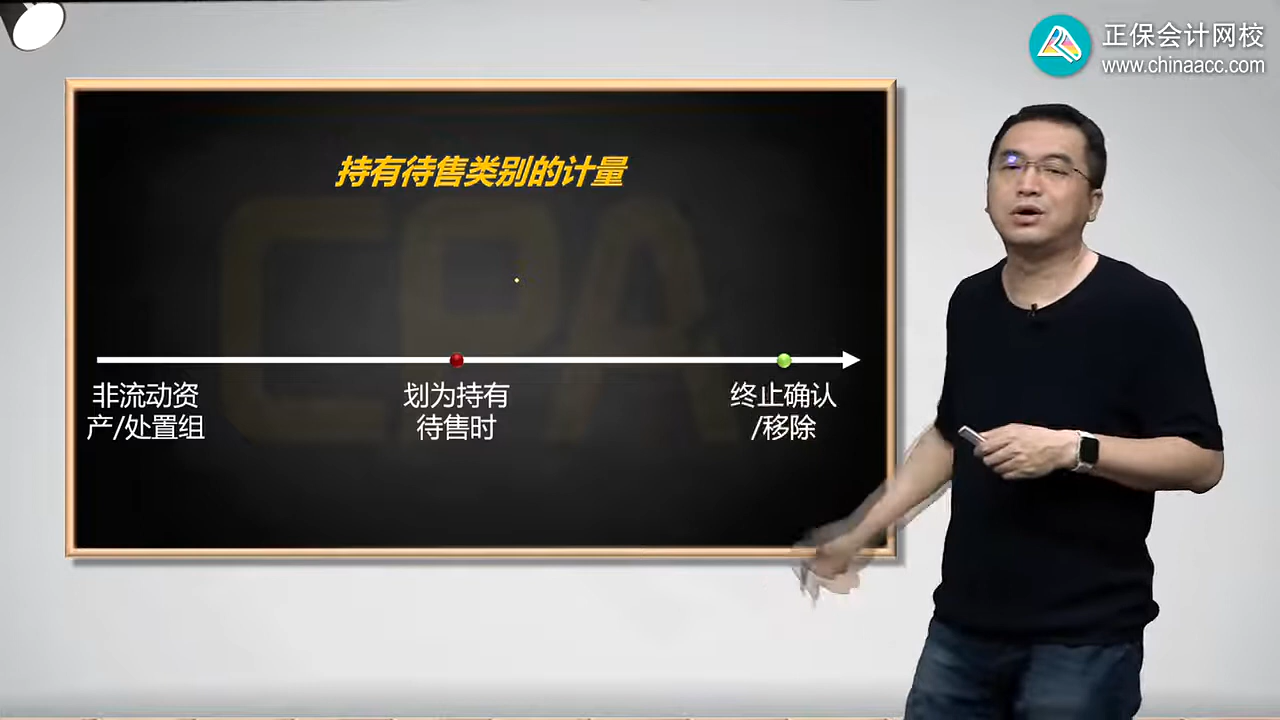 正保会计网校
www.chinaacc.com
持有待售类别的计量
CPA
非流动资
产/处置组
划为持有
待售时
终止确认
/移除